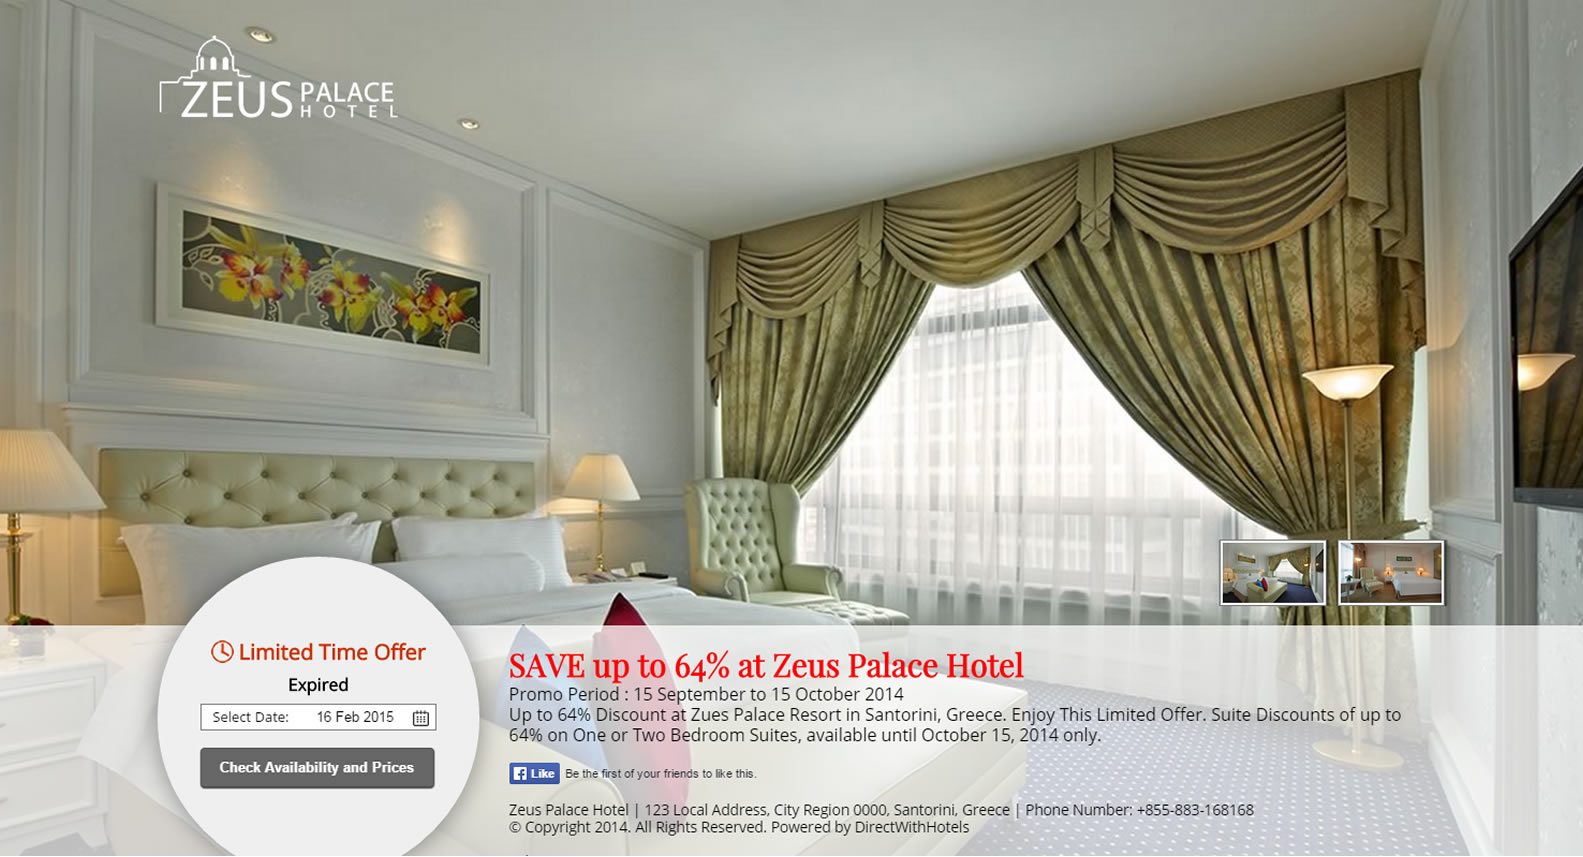 ZEUS PALACE
HOTEL
Limited Time Offer
Expired
Select Date: 16 Feb 2015
Check Availability and Prices
SAVE up to 64% at Zeus Palace Hotel
Promo Period : 15 September to 15 October 2014
Up to 64% Discount at Zues Palace Resort in Santorini, Greece. Enjoy This Limited Offer. Suite Discounts of up to
64% on One or Two Bedroom Suites, available until October 15, 2014 only.
Like Be the first of your friends to like this.
Zeus Palace Hotel | 123 Local Address, City Region 0000, Santorini, Greece | Phone Number: +855-883-168168
© Copyright 2014. All Rights Reserved. Powered by DirectWithHotels